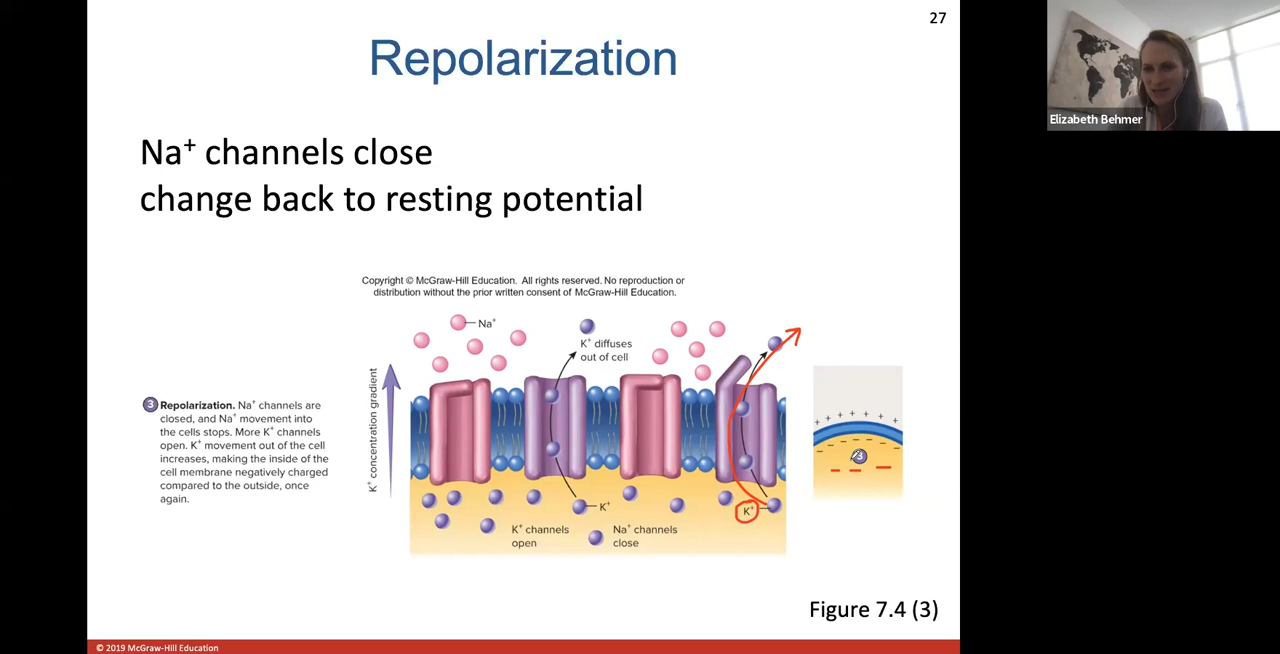 27
Repolarization
Elizabeth Behmer
Na⁺ channels close
change back to resting potential
Copyright © McGraw-Hill Education. All rights reserved. No reproduction or
distribution without the prior written consent of McGraw-Hill Education.
Na⁺
K⁺ diffuses
out of cell
K⁺ concentration gradient
3 Repolarization. Na⁺ channels are
closed, and Na⁺ movement into
the cells stops. More K⁺ channels
open. K⁺ movement out of the cell
increases, making the inside of the
cell membrane negatively charged
compared to the outside, once
again.
K⁺
K⁺
K⁺ channels
open
Na⁺ channels
close
+ + + + + + +
3
Figure 7.4 (3)
© 2019 McGraw-Hill Education